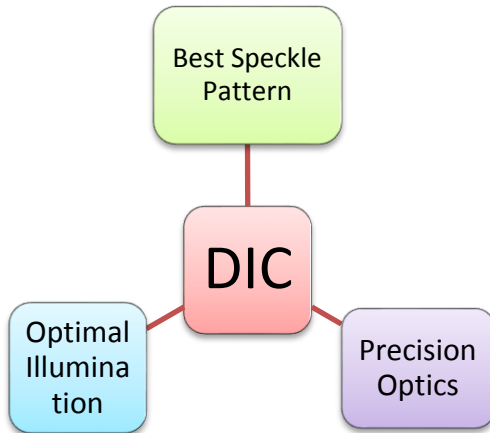 Best Speckle
Pattern
DIC
Optimal
Illumina
tion
Precision
Optics